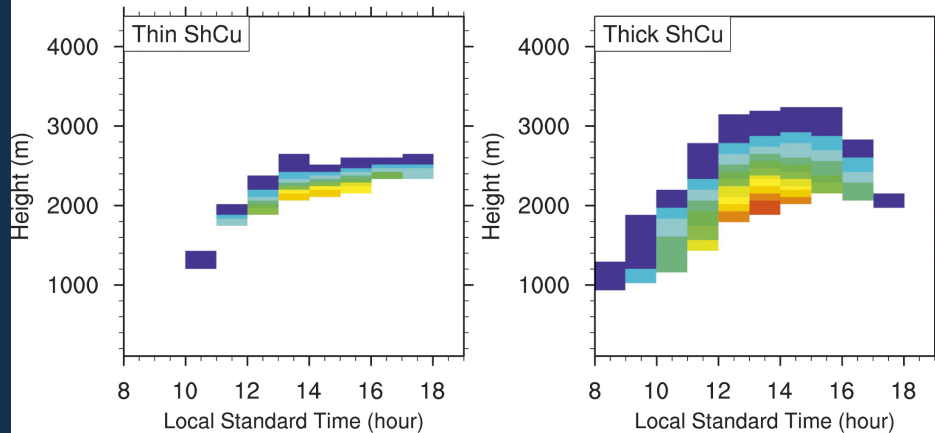 Thin ShCu
Height (m)
4000
3000
2000
1000
8 10 12 14 16 18
Local Standard Time (hour)
Thick ShCu
Height (m)
4000
3000
2000
1000
8 10 12 14 16 18
Local Standard Time (hour)